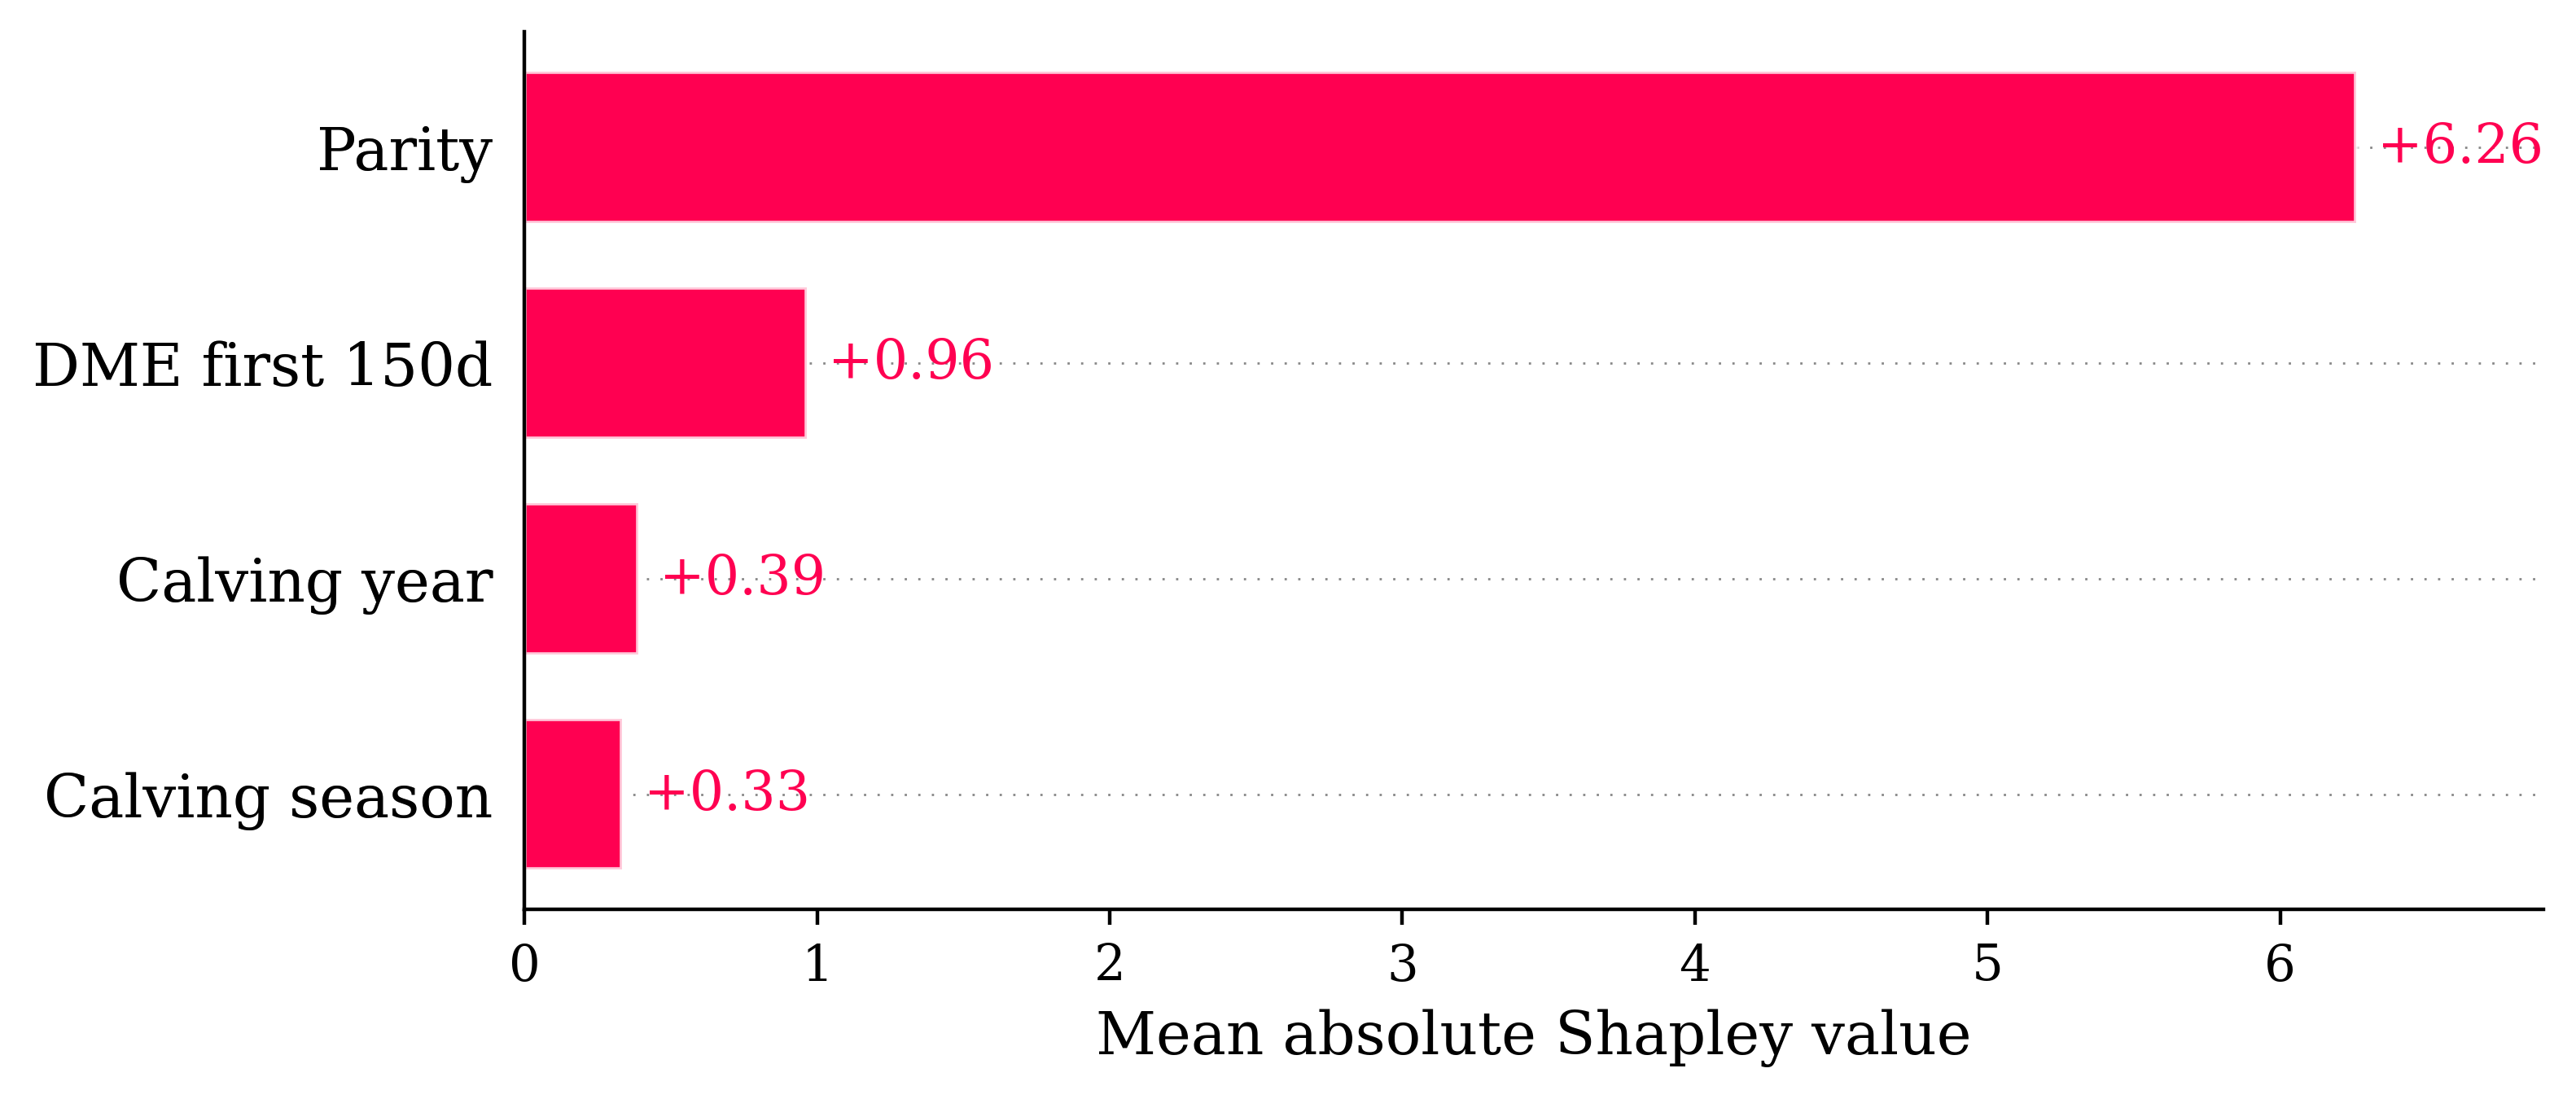 Parity +6.26
DME first 150d +0.96
Calving year +0.39
Calving season +0.33
0 1 2 3 4 5 6
Mean absolute Shapley value